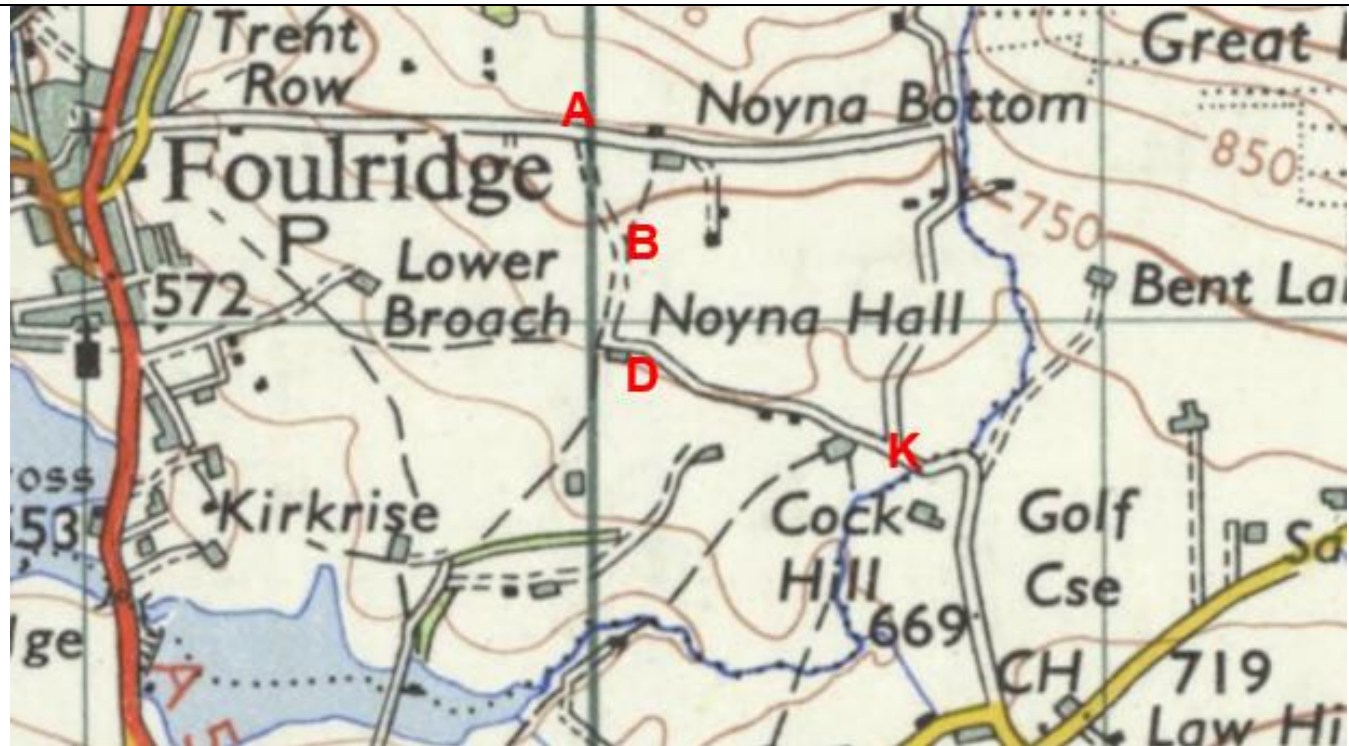 Trent
Row
A
Noyna Bottom
Great
850
Foulridge
P
B
750
Lower
Broach
572
Noyna Hall
Bent La
D
K
oss
53
Kirkrise
Cock
Hill
Golf
Cse
Sa
669
lge
CH
719
Law Hi
A